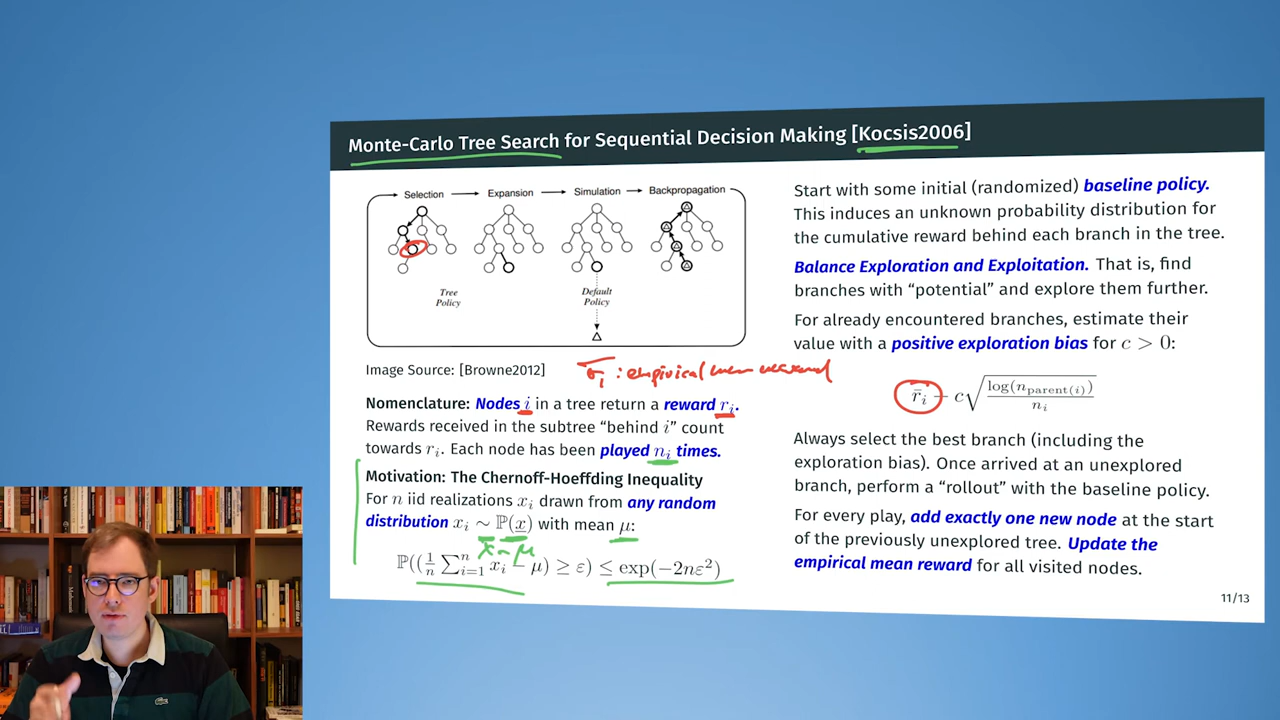 Monte-Carlo Tree Search for Sequential Decision Making [Kocsis2006]
Selection Expansion Simulation Backpropagation
Tree
Policy
Default
Policy
Image Source: [Browne2012]
r̄ᵢ : empirical mean reward
Nomenclature: Nodes i in a tree return a reward rᵢ.
Rewards received in the subtree “behind i” count
towards rᵢ. Each node has been played nᵢ times.
Motivation: The Chernoff-Hoeffding Inequality
For n iid realizations xᵢ drawn from any random
distribution xᵢ ∼ ℙ(x) with mean μ:
x̄ − μ
ℙ((1/n ∑ⁿᵢ₌₁ xᵢ − μ) ≥ ε) ≤ exp(−2nε²)
Start with some initial (randomized) baseline policy.
This induces an unknown probability distribution for
the cumulative reward behind each branch in the tree.
Balance Exploration and Exploitation. That is, find
branches with “potential” and explore them further.
For already encountered branches, estimate their
value with a positive exploration bias for c > 0:
r̄ᵢ + c√(log(n_parent(i))/nᵢ)
Always select the best branch (including the
exploration bias). Once arrived at an unexplored
branch, perform a “rollout” with the baseline policy.
For every play, add exactly one new node at the start
of the previously unexplored tree. Update the
empirical mean reward for all visited nodes.
11/13